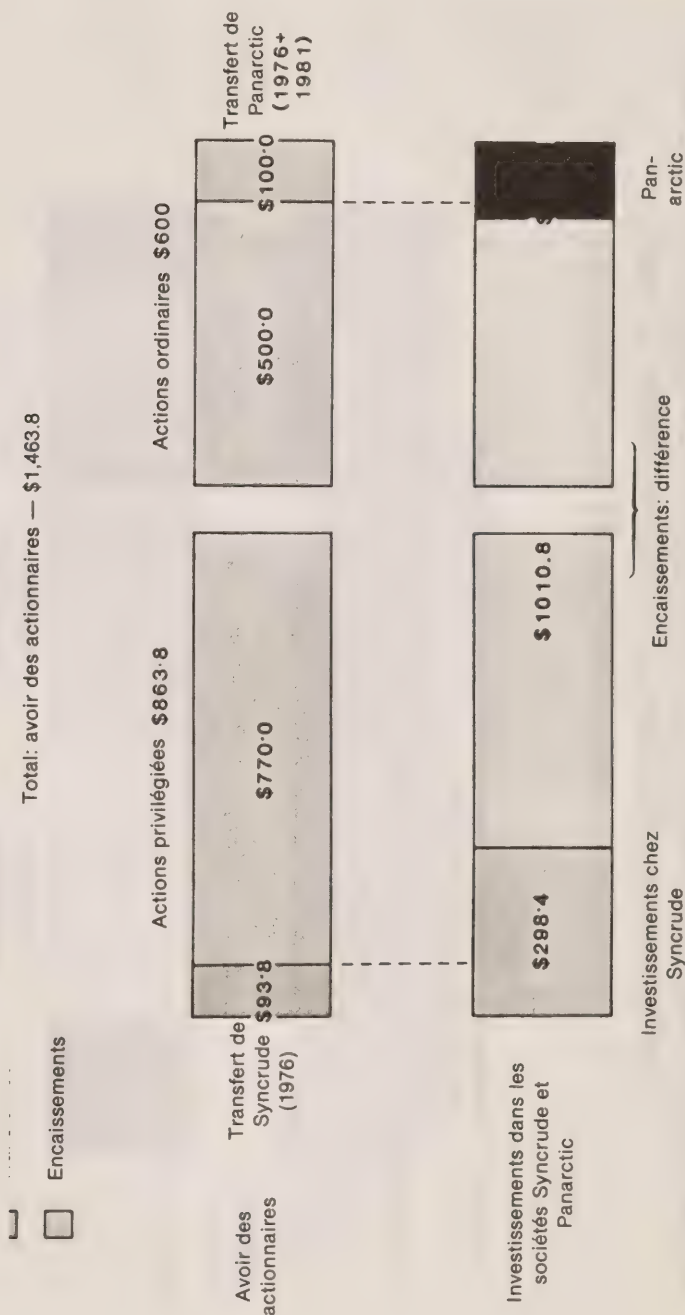 Encaissements
Total: avoir des actionnaires — $1,463.8
Actions privilégiées $863.8
Actions ordinaires $600
Avoir des
actionnaires
Transfert de
Syncrude
(1976)
$93.8
$770.0
$500.0
$100.0
Transfert de
Panarctic
(1976+
1981)
Investissements dans les
sociétés Syncrude et
Panarctic
$298.4
$1010.8
$
Investissements chez
Syncrude
Encaissements: différence
Pan-
arctic